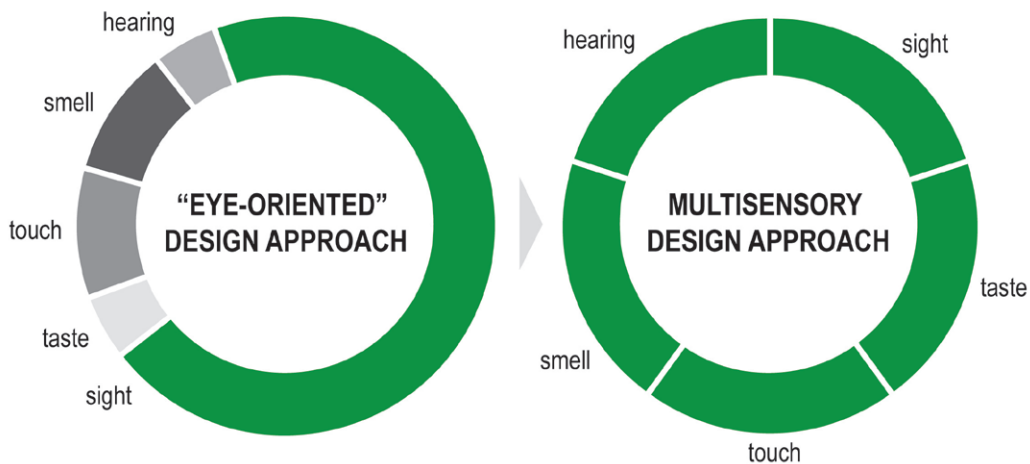 hearing
smell
touch
taste
sight
“EYE-ORIENTED”
DESIGN APPROACH
hearing
sight
taste
touch
smell
MULTISENSORY
DESIGN APPROACH